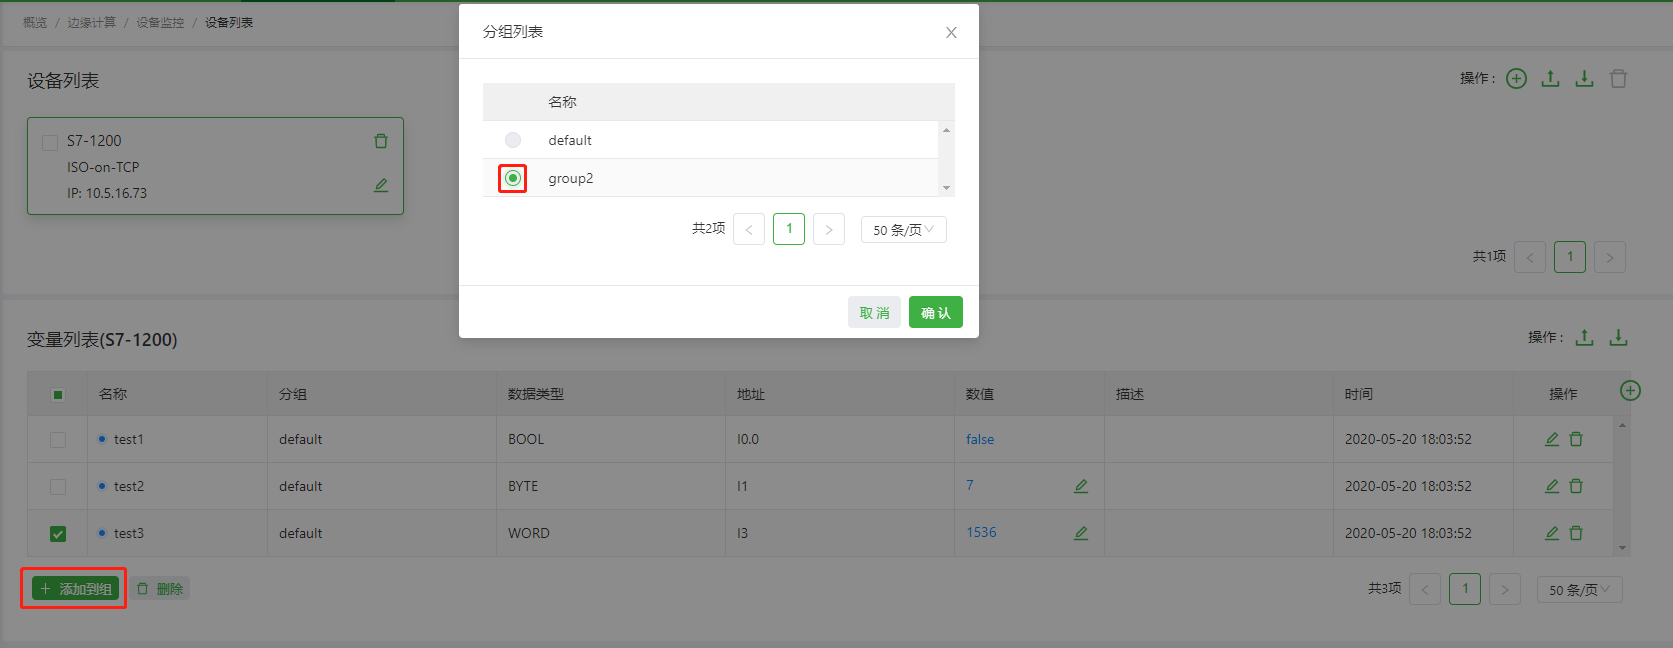 概览 / 边缘计算 / 设备监控 / 设备列表
分组列表
名称
default
group2
共2项 < 1 > 50 条/页
取 消 确 认
设备列表
操作：
S7-1200
ISO-on-TCP
IP: 10.5.16.73
共1项 < 1 >
变量列表(S7-1200)
操作：
名称 分组 数据类型 地址 数值 描述 时间 操作
test1 default BOOL I0.0 false 2020-05-20 18:03:52
test2 default BYTE I1 7 2020-05-20 18:03:52
test3 default WORD I3 1536 2020-05-20 18:03:52
+ 添加到组 删除
共3项 < 1 > 50 条/页